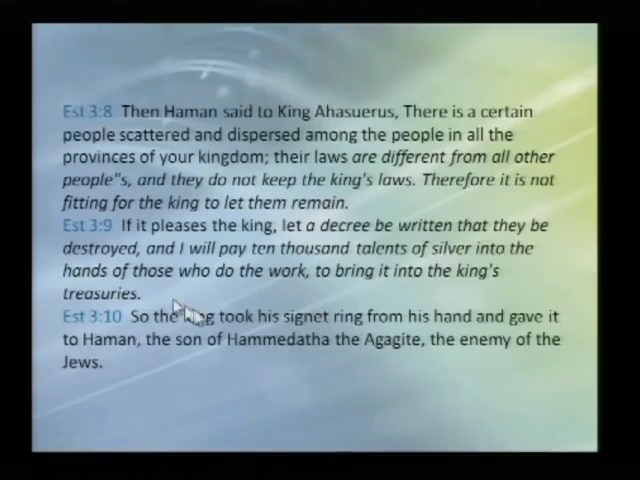 Est 3:8 Then Haman said to King Ahasuerus, There is a certain
people scattered and dispersed among the people in all the
provinces of your kingdom; their laws are different from all other
people"s, and they do not keep the king's laws. Therefore it is not
fitting for the king to let them remain.
Est 3:9 If it pleases the king, let a decree be written that they be
destroyed, and I will pay ten thousand talents of silver into the
hands of those who do the work, to bring it into the king's
treasuries.
Est 3:10 So the king took his signet ring from his hand and gave it
to Haman, the son of Hammedatha the Agagite, the enemy of the
Jews.